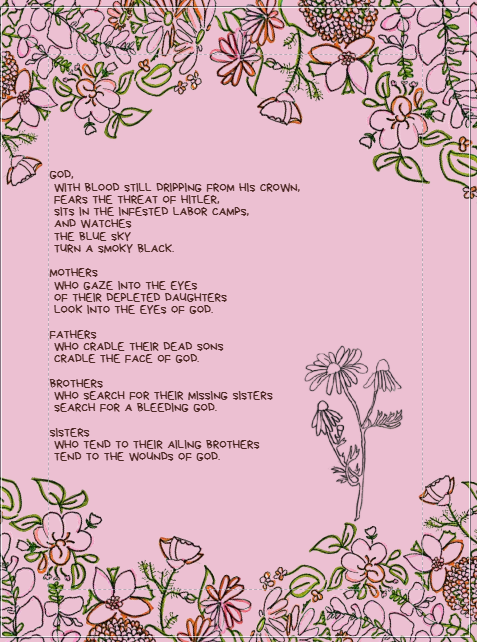 GOD,
WITH BLOOD STILL DRIPPING FROM HIS CROWN,
FEARS THE THREAT OF HITLER,
SITS IN THE INFESTED LABOR CAMPS,
AND WATCHES
THE BLUE SKY
TURN A SMOKY BLACK.
MOTHERS
WHO GAZE INTO THE EYES
OF THEIR DEPLETED DAUGHTERS
LOOK INTO THE EYES OF GOD.
FATHERS
WHO CRADLE THEIR DEAD SONS
CRADLE THE FACE OF GOD.
BROTHERS
WHO SEARCH FOR THEIR MISSING SISTERS
SEARCH FOR A BLEEDING GOD.
SISTERS
WHO TEND TO THEIR AILING BROTHERS
TEND TO THE WOUNDS OF GOD.